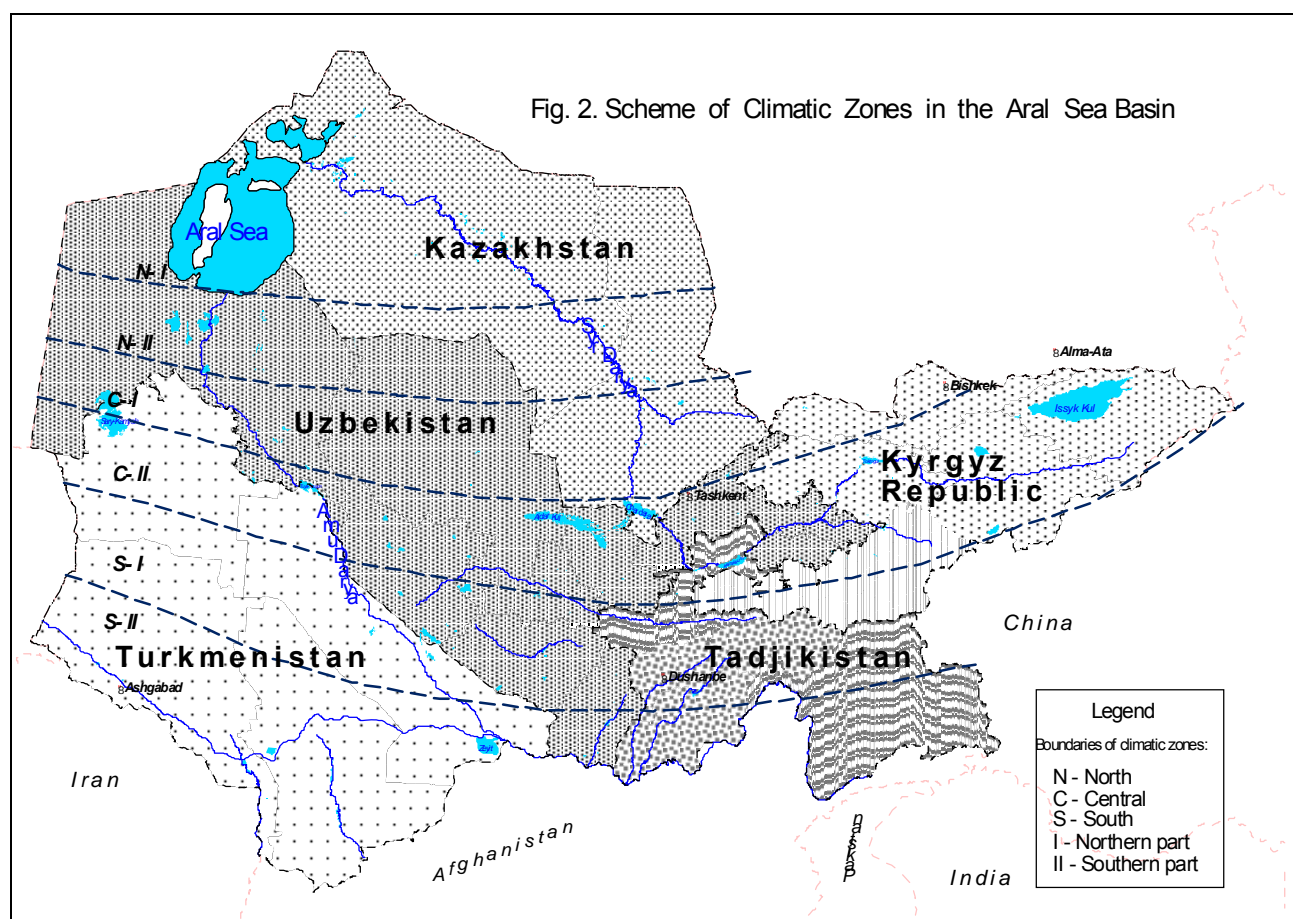 Fig. 2. Scheme of Climatic Zones in the Aral Sea Basin
Aral Sea
Kazakhstan
N- I
Syr Darya
N- II
Alma-Ata
Bishkek
Issyk Kul
C- I
Uzbekistan
Kyrgyz
Republic
C- II
Tashkent
Amu Darya
S- I
S- II
China
Turkmenistan
Tadjikistan
Dushanbe
Ashgabad
Iran
Afghanistan
Pakistan
India
Legend
Boundaries of climatic zones:
N - North
C - Central
S - South
I - Northern part
II - Southern part